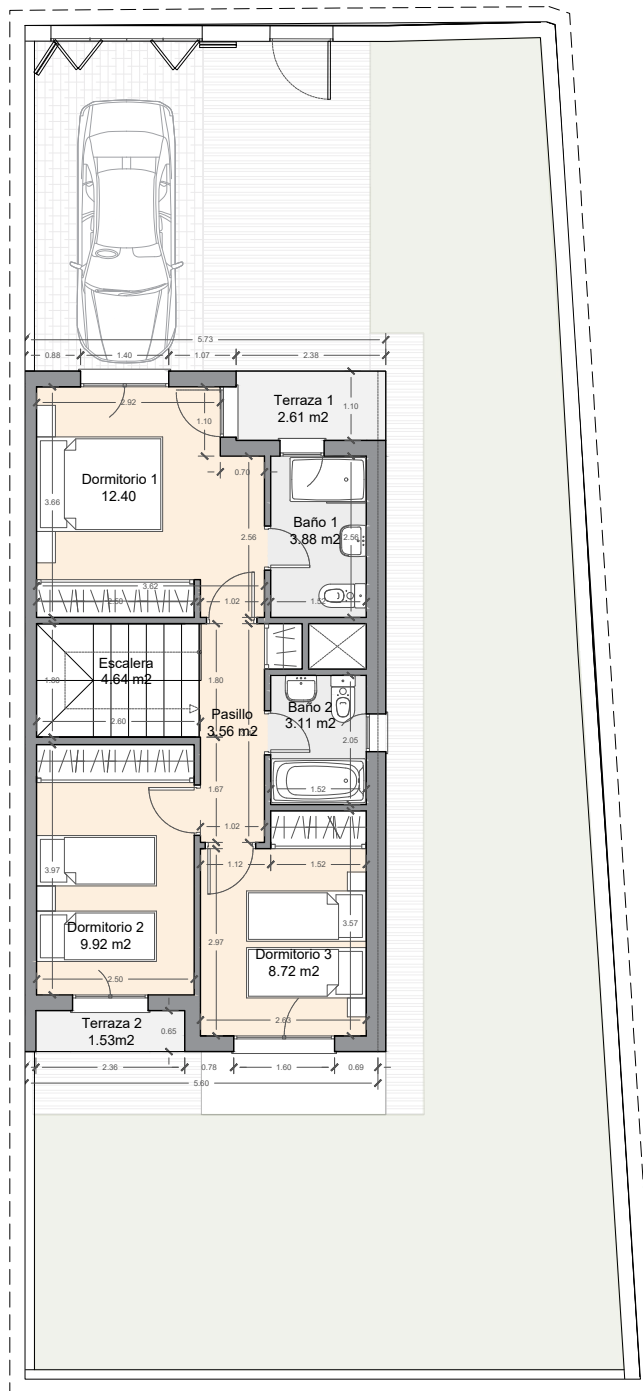 5.73
0.88
1.40
1.07
2.38
2.92
1.10
Terraza 1
2.61 m2
1.10
0.70
Dormitorio 1
12.40
3.66
2.56
Baño 1
3.88 m2
2.56
3.62
2.50
1.02
1.52
Escalera
4.64 m2
1.80
1.80
2.60
Pasillo
3.56 m2
Baño 2
3.11 m2
2.05
1.67
1.52
1.02
1.12
1.52
3.97
3.57
Dormitorio 2
9.92 m2
2.97
Dormitorio 3
8.72 m2
2.50
2.63
Terraza 2
1.53m2
0.65
2.36
0.78
1.60
0.69
5.60